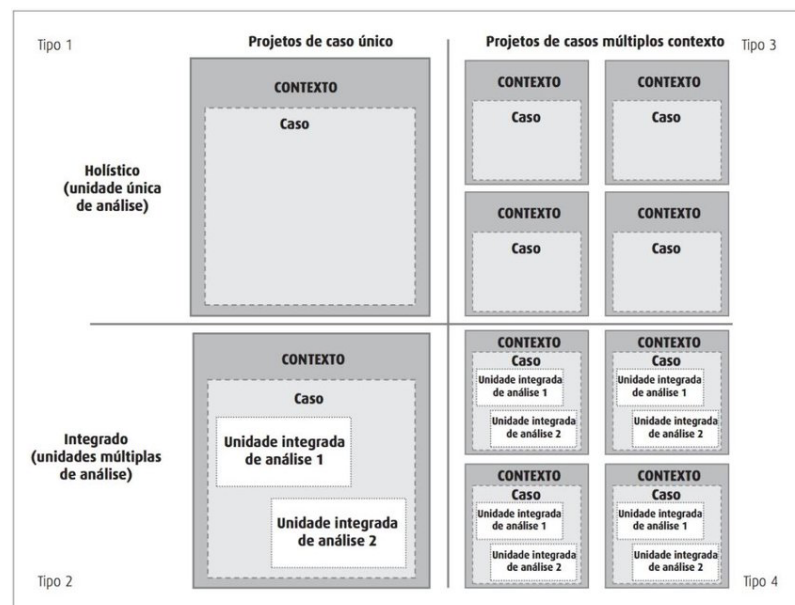 Tipo 1
Projetos de caso único
Projetos de casos múltiplos contexto
Tipo 3
Holístico
(unidade única
de análise)
CONTEXTO
Caso
CONTEXTO
Caso
CONTEXTO
Caso
CONTEXTO
Caso
CONTEXTO
Caso
Integrado
(unidades múltiplas
de análise)
CONTEXTO
Caso
Unidade integrada
de análise 1
Unidade integrada
de análise 2
CONTEXTO
Caso
Unidade integrada
de análise 1
Unidade integrada
de análise 2
CONTEXTO
Caso
Unidade integrada
de análise 1
Unidade integrada
de análise 2
CONTEXTO
Caso
Unidade integrada
de análise 1
Unidade integrada
de análise 2
CONTEXTO
Caso
Unidade integrada
de análise 1
Unidade integrada
de análise 2
Tipo 2
Tipo 4